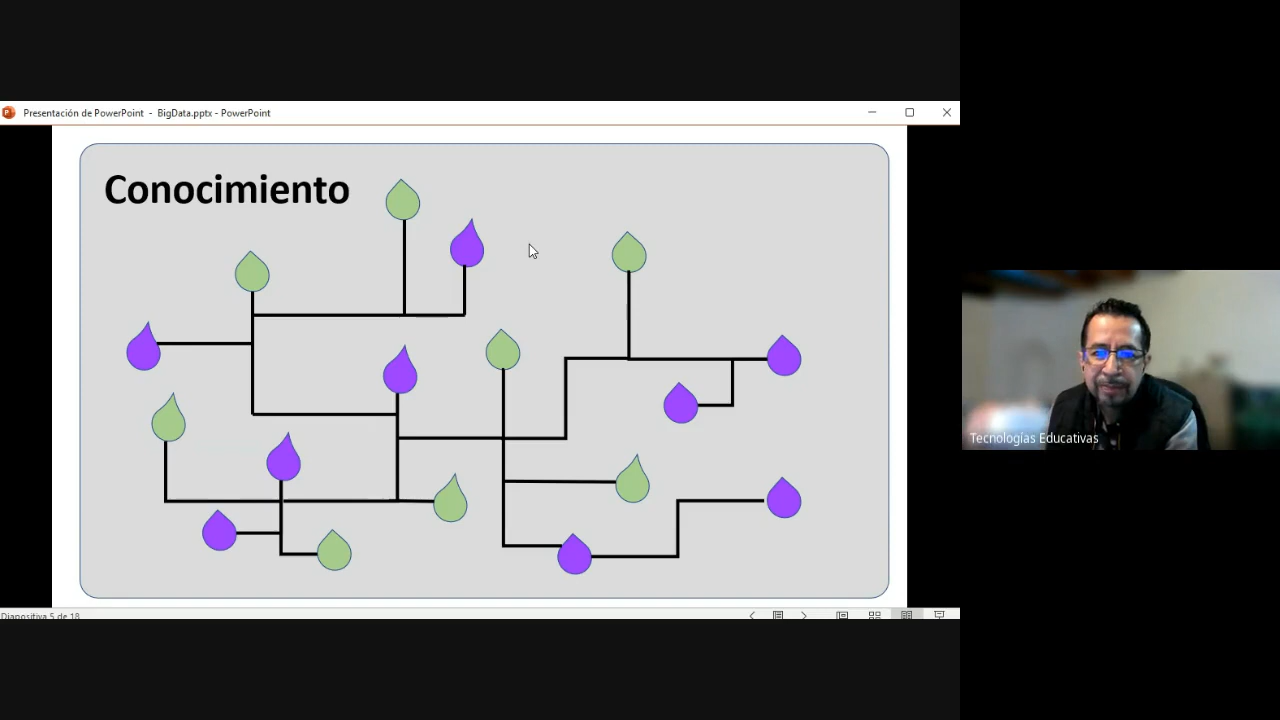 Presentación de PowerPoint - BigData.pptx - PowerPoint
Conocimiento
Tecnologías Educativas
Diapositiva 5 de 18